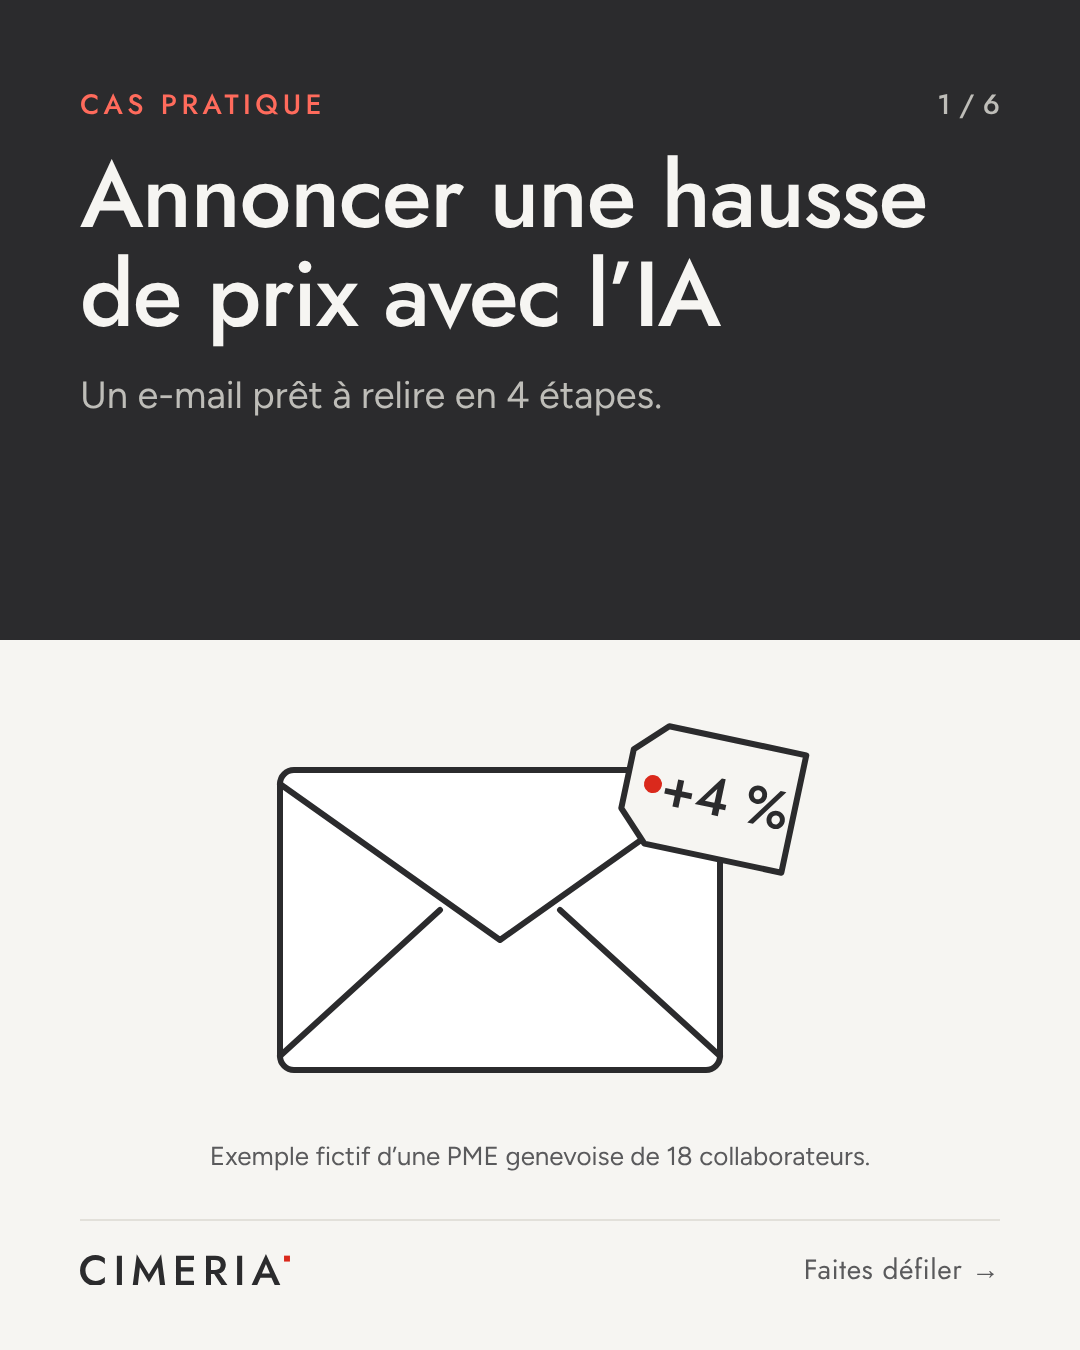 CAS PRATIQUE
1 / 6
Annoncer une hausse
de prix avec l’IA
Un e-mail prêt à relire en 4 étapes.
+4 %
Exemple fictif d’une PME genevoise de 18 collaborateurs.
CIMERIA
Faites défiler →